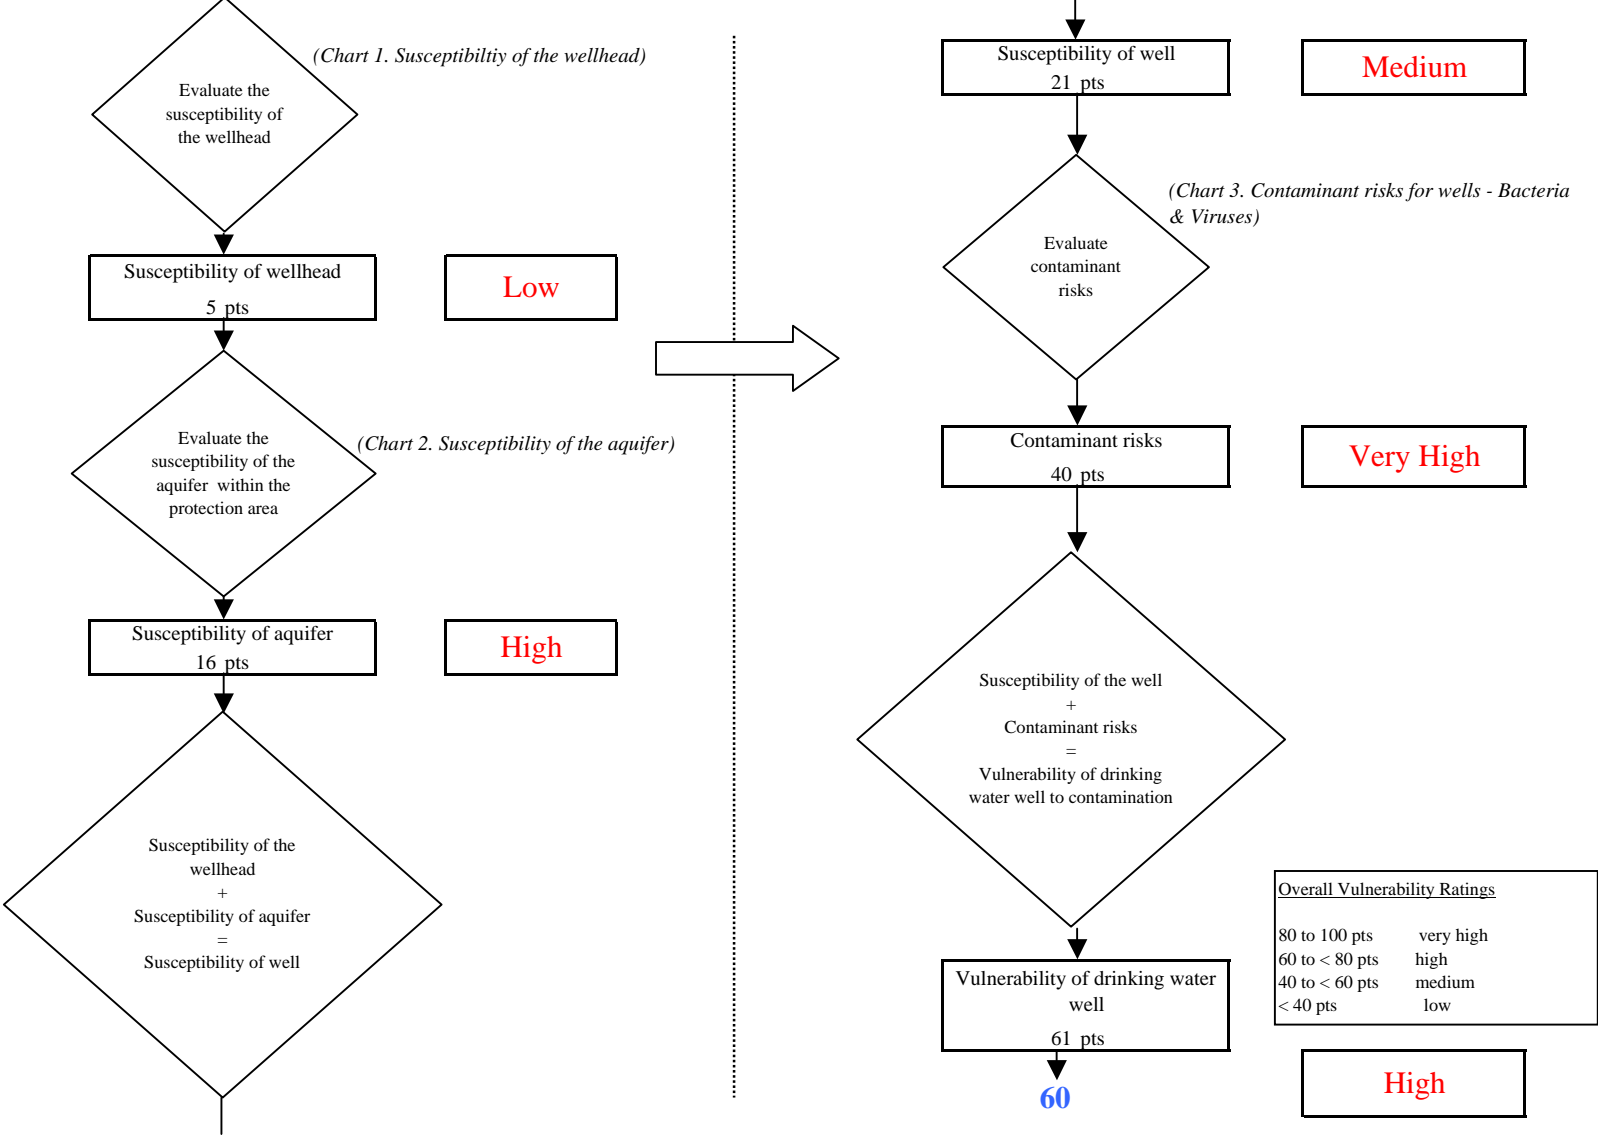 (Chart 1. Susceptibiltiy of the wellhead)
Evaluate the
susceptibility of
the wellhead
Susceptibility of wellhead
5 pts
Low
Evaluate the
susceptibility of the
aquifer within the
protection area
(Chart 2. Susceptibility of the aquifer)
Susceptibility of aquifer
16 pts
High
Susceptibility of the
wellhead
+
Susceptibility of aquifer
=
Susceptibility of well
Susceptibility of well
21 pts
Medium
(Chart 3. Contaminant risks for wells - Bacteria
& Viruses)
Evaluate
contaminant
risks
Contaminant risks
40 pts
Very High
Susceptibility of the well
+
Contaminant risks
=
Vulnerability of drinking
water well to contamination
Overall Vulnerability Ratings
80 to 100 pts very high
60 to < 80 pts high
40 to < 60 pts medium
< 40 pts low
Vulnerability of drinking water
well
61 pts
60
High